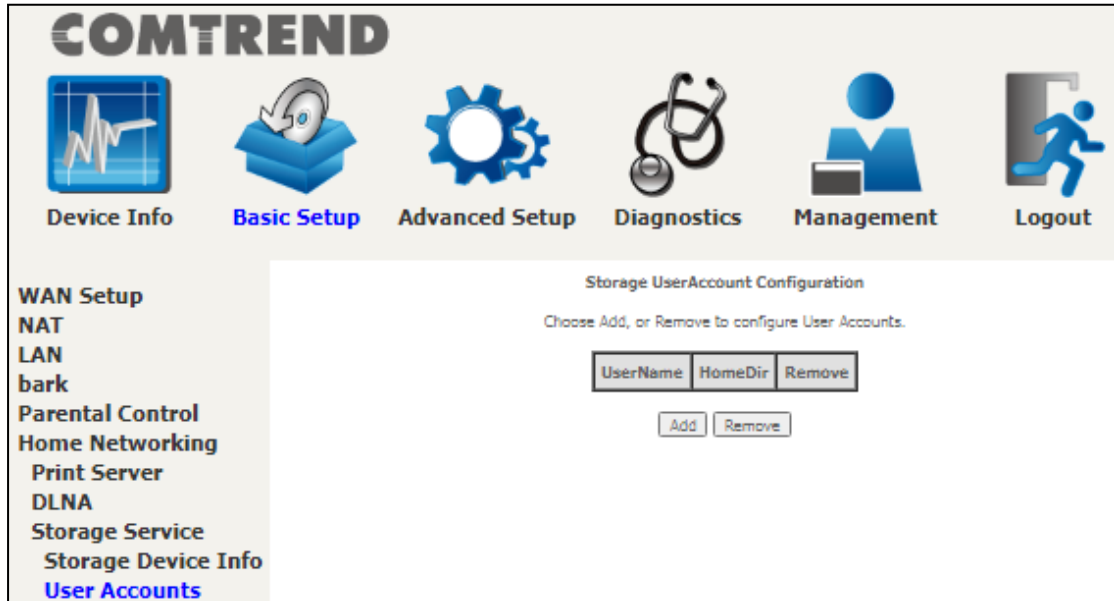 COMTREND
Device Info Basic Setup Advanced Setup Diagnostics Management Logout
WAN Setup
NAT
LAN
bark
Parental Control
Home Networking
Print Server
DLNA
Storage Service
Storage Device Info
User Accounts
Storage UserAccount Configuration
Choose Add, or Remove to configure User Accounts.
UserName HomeDir Remove
Add Remove